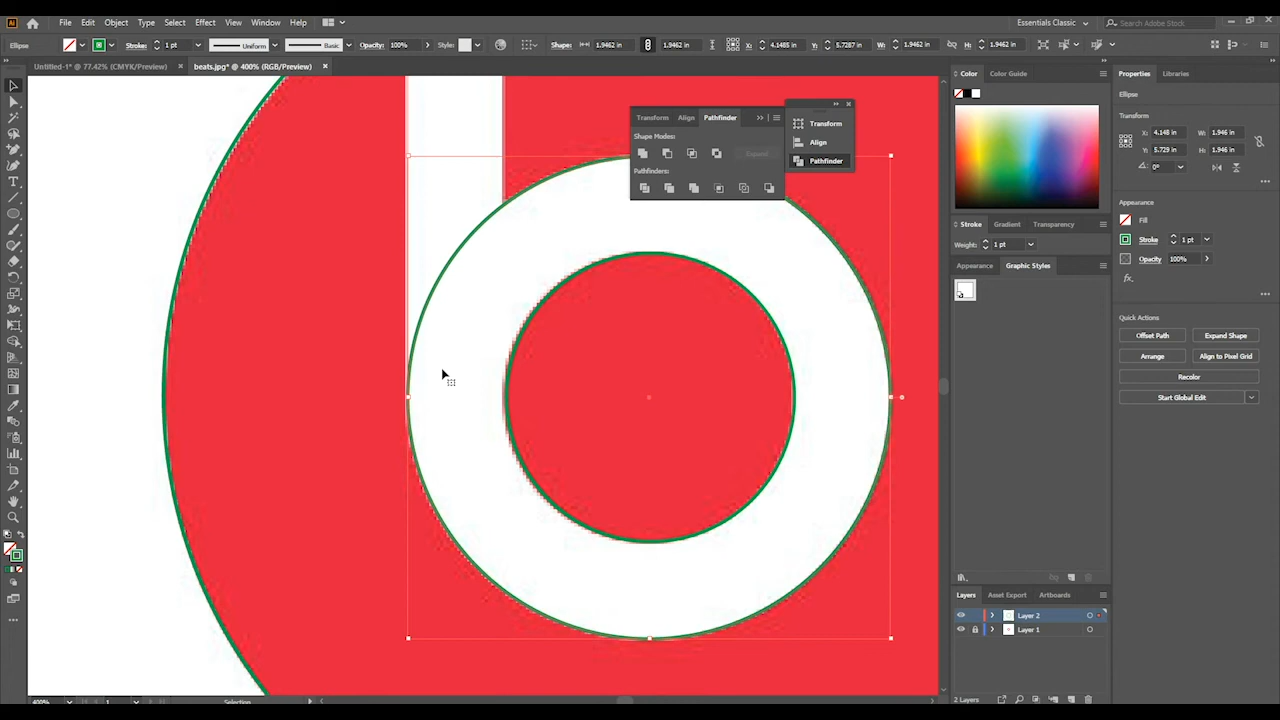 Ai File Edit Object Type Select Effect View Window Help Essentials Classic Search Adobe Stock
Ellipse Stroke: 1 pt Uniform Basic Opacity: 100% Style: Shape: 1.9462 in 1.9462 in X: 4.1485 in Y: 5.7287 in W: 1.9462 in H: 1.9462 in
Untitled-1* @ 77.42% (CMYK/Preview) × beats.jpg* @ 400% (RGB/Preview) ×
Color Color Guide
Properties Libraries
Ellipse
Transform
X: 4.148 in W: 1.946 in
Y: 5.729 in H: 1.946 in
0°
Transform Align Pathfinder
Shape Modes:
Expand
Pathfinders:
Transform
Align
Pathfinder
Appearance
Fill
Stroke 1 pt
Opacity 100%
fx.
Stroke Gradient Transparency
Weight: 1 pt
Appearance Graphic Styles
Quick Actions
Offset Path Expand Shape
Arrange Align to Pixel Grid
Recolor
Start Global Edit
Layers Asset Export Artboards
Layer 2
Layer 1
2 Layers
400% 1 Selection